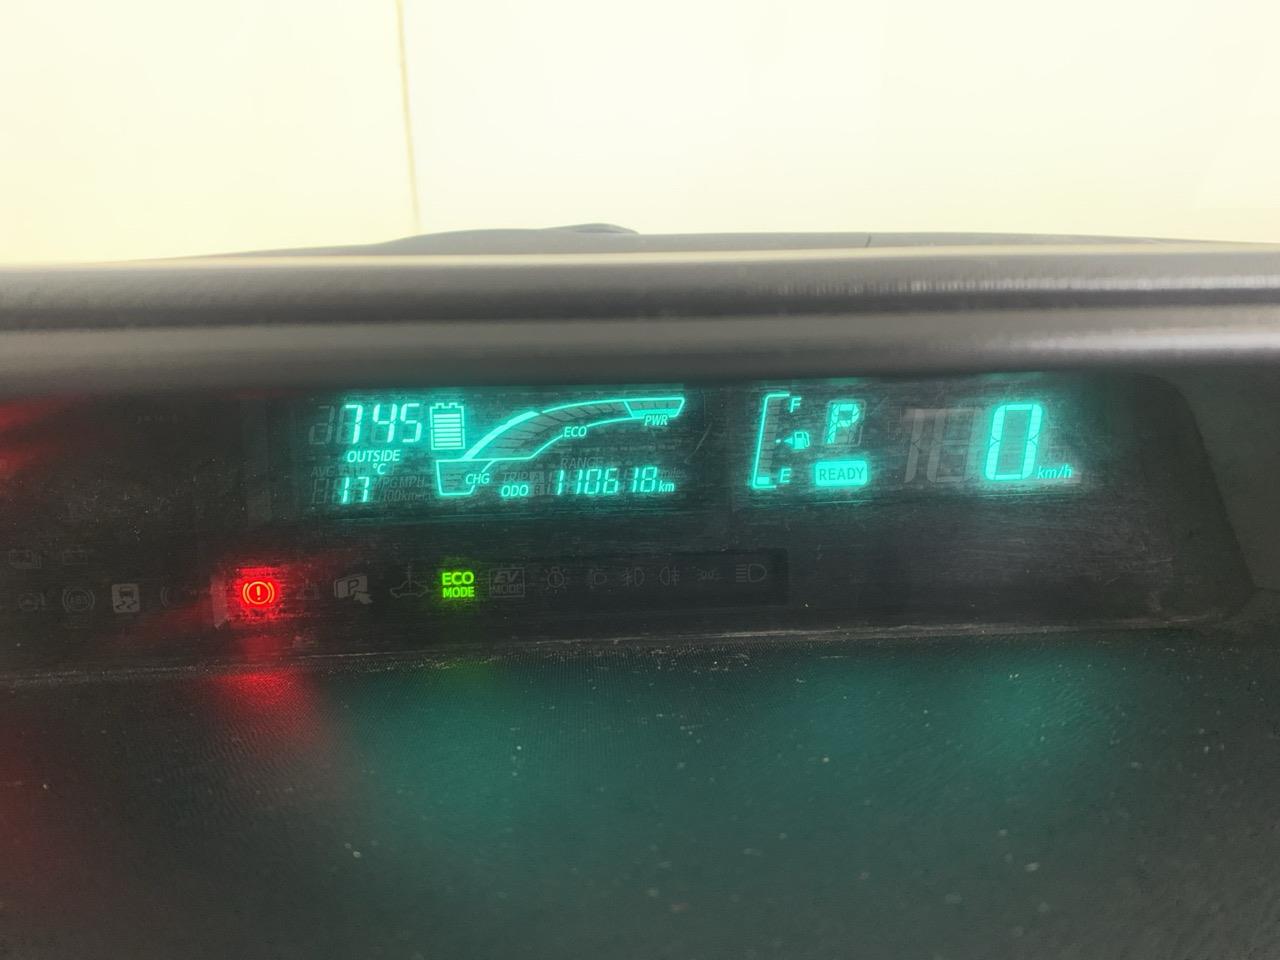 7:45
F
P
0
km/h
PWR
ECO
OUTSIDE
°C
17
CHG
ODO 110618 km
E
READY
ECO
MODE
EV
MODE